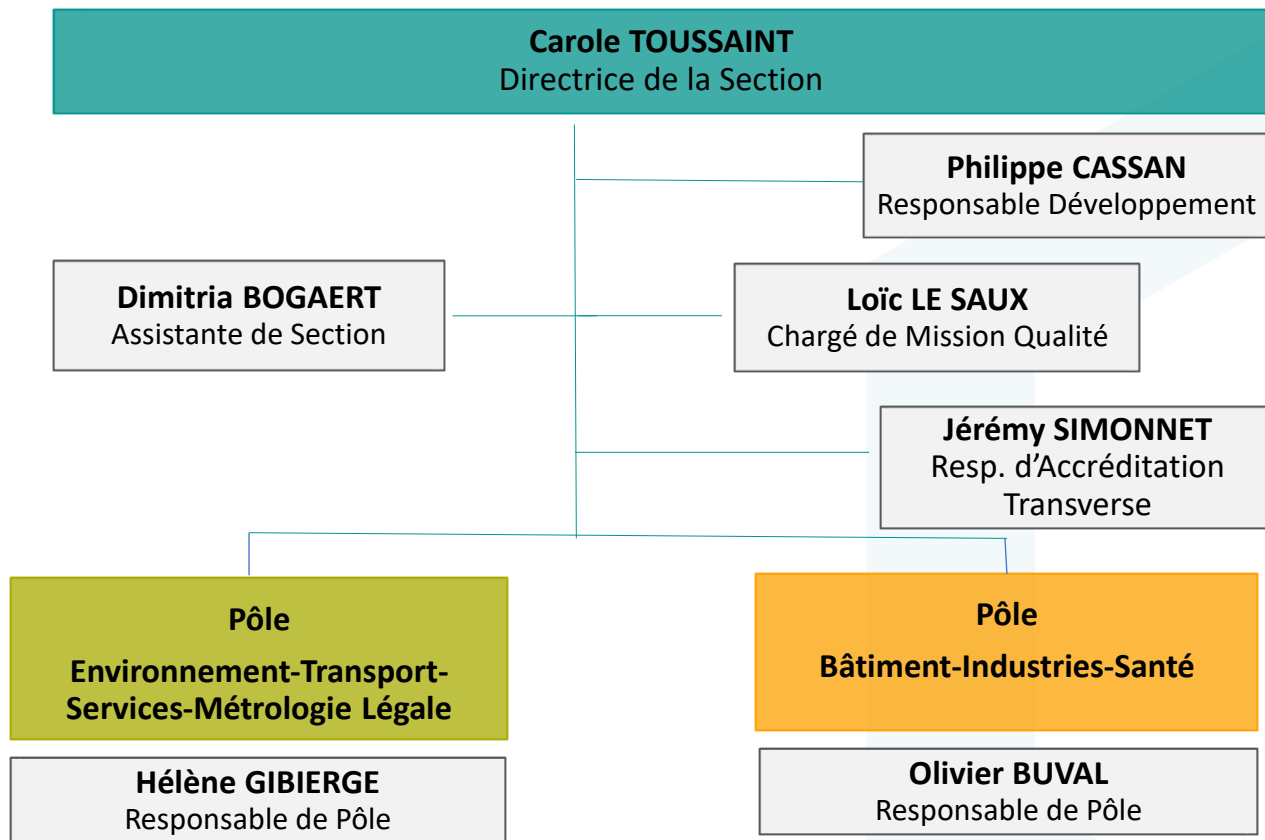 Carole TOUSSAINT
Directrice de la Section
Philippe CASSAN
Responsable Développement
Dimitria BOGAERT
Assistante de Section
Loïc LE SAUX
Chargé de Mission Qualité
Jérémy SIMONNET
Resp. d’Accréditation
Transverse
Pôle
Environnement-Transport-
Services-Métrologie Légale
Pôle
Bâtiment-Industries-Santé
Hélène GIBIERGE
Responsable de Pôle
Olivier BUVAL
Responsable de Pôle